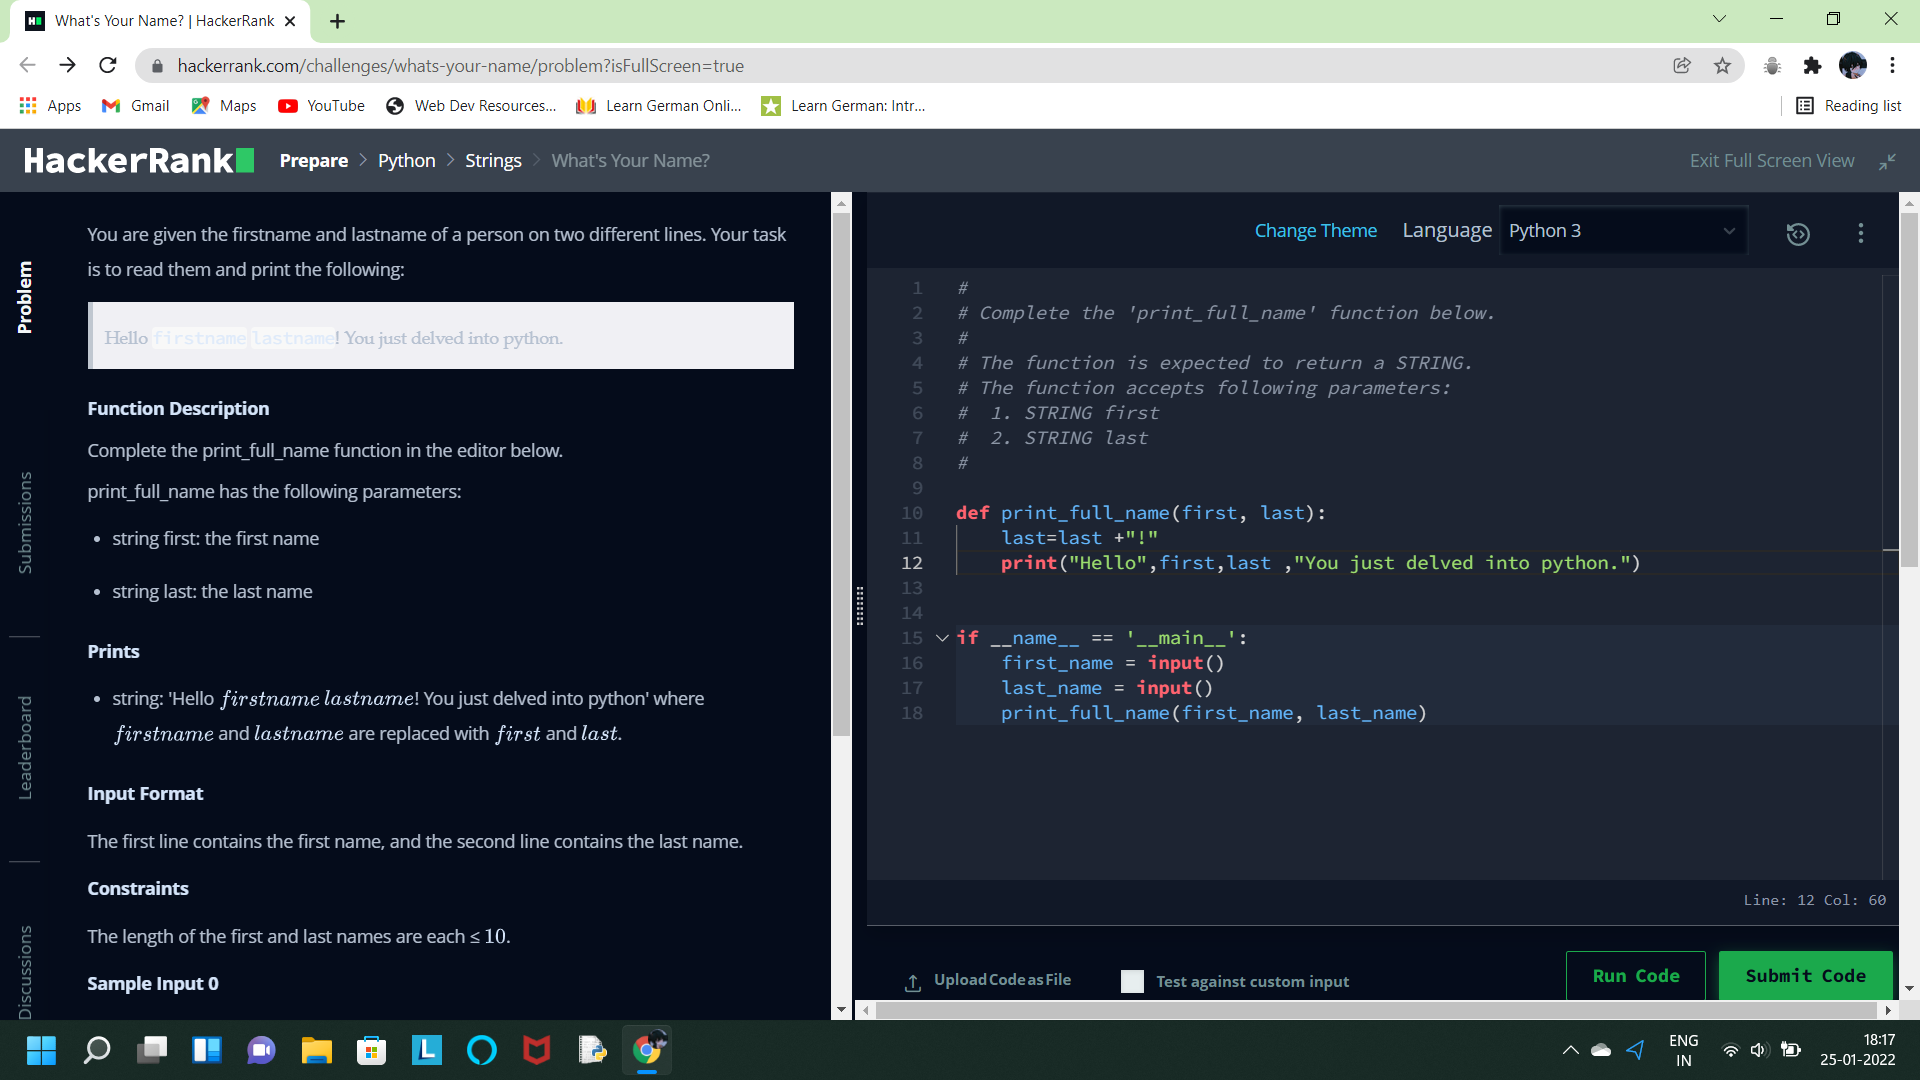 What's Your Name? | HackerRank
hackerrank.com/challenges/whats-your-name/problem?isFullScreen=true
Apps Gmail Maps YouTube Web Dev Resources... Learn German Onli... Learn German: Intr... Reading list
HackerRank Prepare > Python > Strings > What's Your Name? Exit Full Screen View
Problem
Submissions
Leaderboard
Discussions
You are given the firstname and lastname of a person on two different lines. Your task
is to read them and print the following:
Hello firstname lastname! You just delved into python.
Function Description
Complete the print_full_name function in the editor below.
print_full_name has the following parameters:
• string first: the first name
• string last: the last name
Prints
• string: 'Hello firstname lastname! You just delved into python' where
firstname and lastname are replaced with first and last.
Input Format
The first line contains the first name, and the second line contains the last name.
Constraints
The length of the first and last names are each ≤ 10.
Sample Input 0
Change Theme Language Python 3
1 #
2 # Complete the 'print_full_name' function below.
3 #
4 # The function is expected to return a STRING.
5 # The function accepts following parameters:
6 #  1. STRING first
7 #  2. STRING last
8 #
9
10 def print_full_name(first, last):
11     last=last +"!"
12     print("Hello",first,last ,"You just delved into python.")
13
14
15 if __name__ == '__main__':
16     first_name = input()
17     last_name = input()
18     print_full_name(first_name, last_name)
Line: 12 Col: 60
Upload Code as File Test against custom input Run Code Submit Code
ENG
IN
18:17
25-01-2022